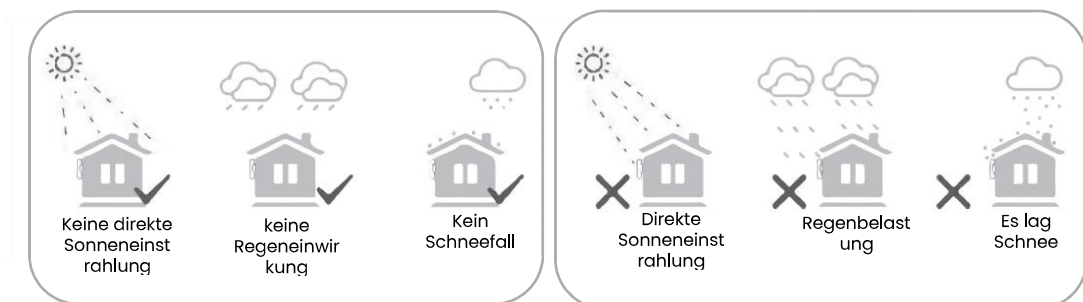 Keine direkte
Sonneneinst
rahlung
keine
Regeneinwir
kung
Kein
Schneefall
Direkte
Sonneneinst
rahlung
Regenbelast
ung
Es lag
Schnee